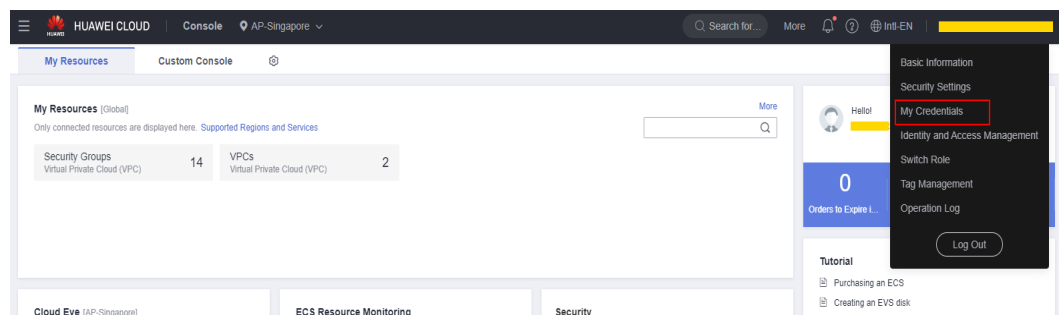 HUAWEI HUAWEI CLOUD Console AP-Singapore Search for... More Intl-EN
My Resources Custom Console
Basic Information
Security Settings
My Credentials
Identity and Access Management
Switch Role
Tag Management
Operation Log
Log Out
My Resources [Global] More
Only connected resources are displayed here. Supported Regions and Services
Security Groups 14
Virtual Private Cloud (VPC)
VPCs 2
Virtual Private Cloud (VPC)
Hello!
0
Orders to Expire i...
Tutorial
Purchasing an ECS
Creating an EVS disk
Cloud Eye [AP-Singapore] ECS Resource Monitoring Security